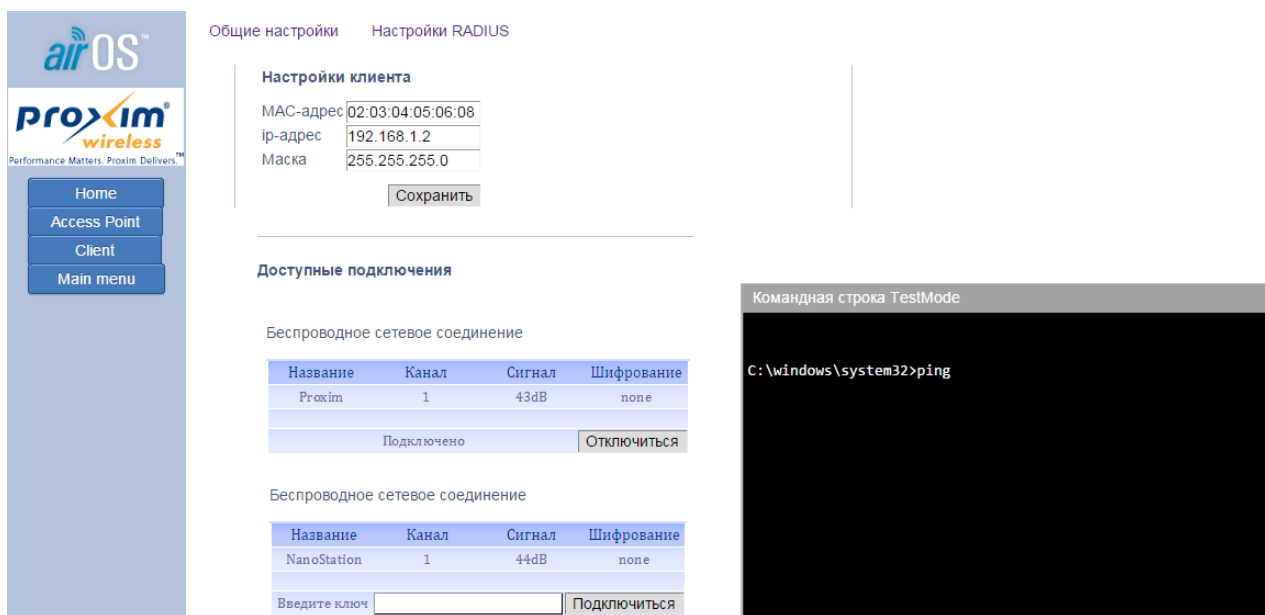 airOS™
Общие настройки Настройки RADIUS
proxim®
wireless
Performance Matters. Proxim Delivers.™
Home
Access Point
Client
Main menu
Настройки клиента
MAC-адрес 02:03:04:05:06:08
ip-адрес 192.168.1.2
Маска 255.255.255.0
Сохранить
Доступные подключения
Беспроводное сетевое соединение
Название Канал Сигнал Шифрование
Proxim 1 43dB none
Подключено Отключиться
Беспроводное сетевое соединение
Название Канал Сигнал Шифрование
NanoStation 1 44dB none
Введите ключ Подключиться
Командная строка TestMode
C:\windows\system32>ping